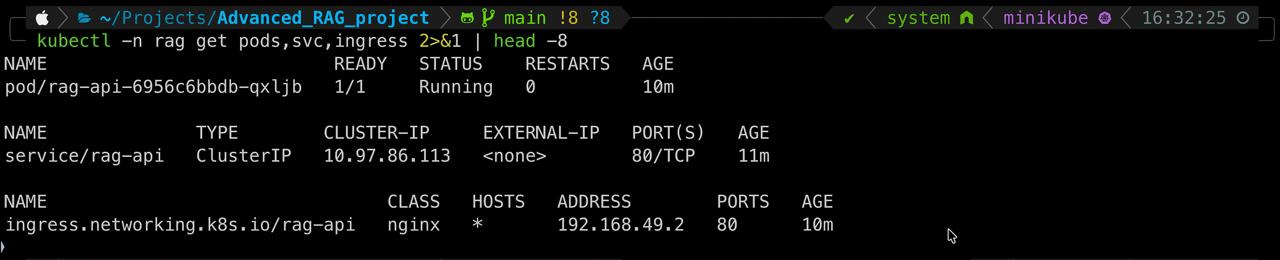 ~/Projects/Advanced_RAG_project main !8 ?8 ✔ system minikube 16:32:25
kubectl -n rag get pods,svc,ingress 2>&1 | head -8
NAME READY STATUS RESTARTS AGE
pod/rag-api-6956c6bbdb-qxljb 1/1 Running 0 10m
NAME TYPE CLUSTER-IP EXTERNAL-IP PORT(S) AGE
service/rag-api ClusterIP 10.97.86.113 <none> 80/TCP 11m
NAME CLASS HOSTS ADDRESS PORTS AGE
ingress.networking.k8s.io/rag-api nginx * 192.168.49.2 80 10m